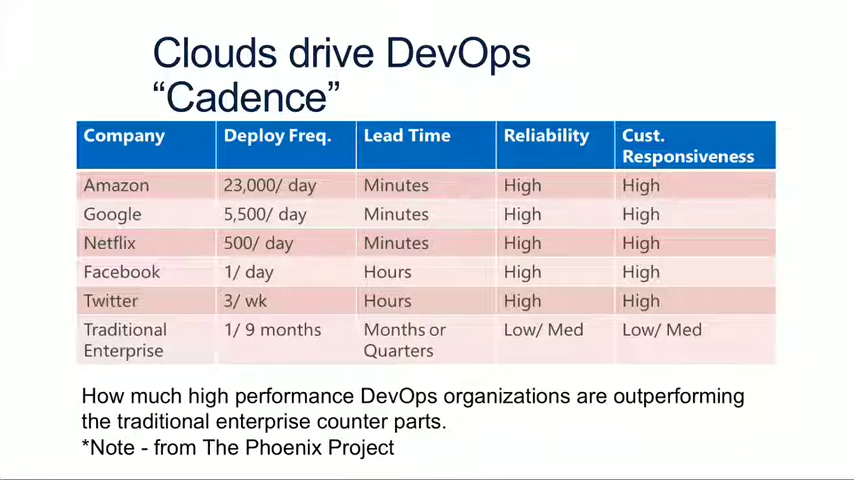 Clouds drive DevOps
“Cadence”
Company Deploy Freq. Lead Time Reliability Cust. Responsiveness
Amazon 23,000/ day Minutes High High
Google 5,500/ day Minutes High High
Netflix 500/ day Minutes High High
Facebook 1/ day Hours High High
Twitter 3/ wk Hours High High
Traditional Enterprise 1/ 9 months Months or Quarters Low/ Med Low/ Med
How much high performance DevOps organizations are outperforming
the traditional enterprise counter parts.
*Note - from The Phoenix Project